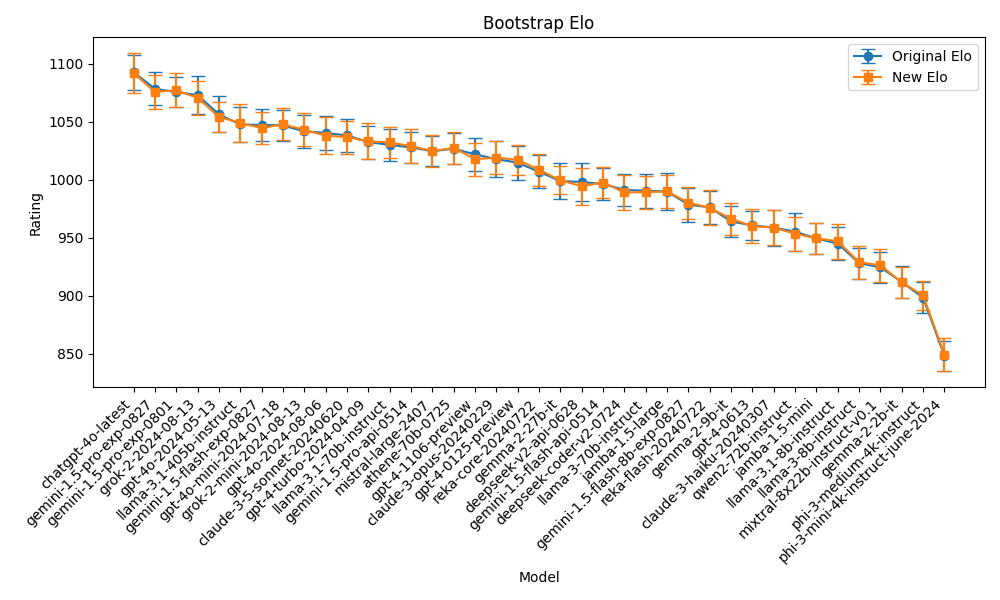 Bootstrap Elo
Original Elo
New Elo
Rating
1100
1050
1000
950
900
850
chatgpt-4o-latest
gemini-1.5-pro-exp-0827
gemini-1.5-pro-exp-0801
grok-2-2024-08-13
gpt-4o-2024-05-13
llama-3.1-405b-instruct
gemini-1.5-flash-exp-0827
gpt-4o-mini-2024-07-18
grok-2-mini-2024-08-13
gpt-4o-2024-08-06
claude-3-5-sonnet-20240620
gpt-4-turbo-2024-04-09
llama-3.1-70b-instruct
gemini-1.5-pro-api-0514
mistral-large-2407
athene-70b-0725
gpt-4-1106-preview
claude-3-opus-20240229
gpt-4-0125-preview
reka-core-20240722
gemma-2-27b-it
deepseek-v2-api-0628
gemini-1.5-flash-api-0514
deepseek-coder-v2-0724
llama-3-70b-instruct
jamba-1.5-large
gemini-1.5-flash-8b-exp-0827
reka-flash-20240722
gemma-2-9b-it
gpt-4-0613
claude-3-haiku-20240307
qwen2-72b-instruct
jamba-1.5-mini
llama-3.1-8b-instruct
llama-3-8b-instruct
mixtral-8x22b-instruct-v0.1
gemma-2-2b-it
phi-3-medium-4k-instruct
phi-3-mini-4k-instruct-june-2024
Model